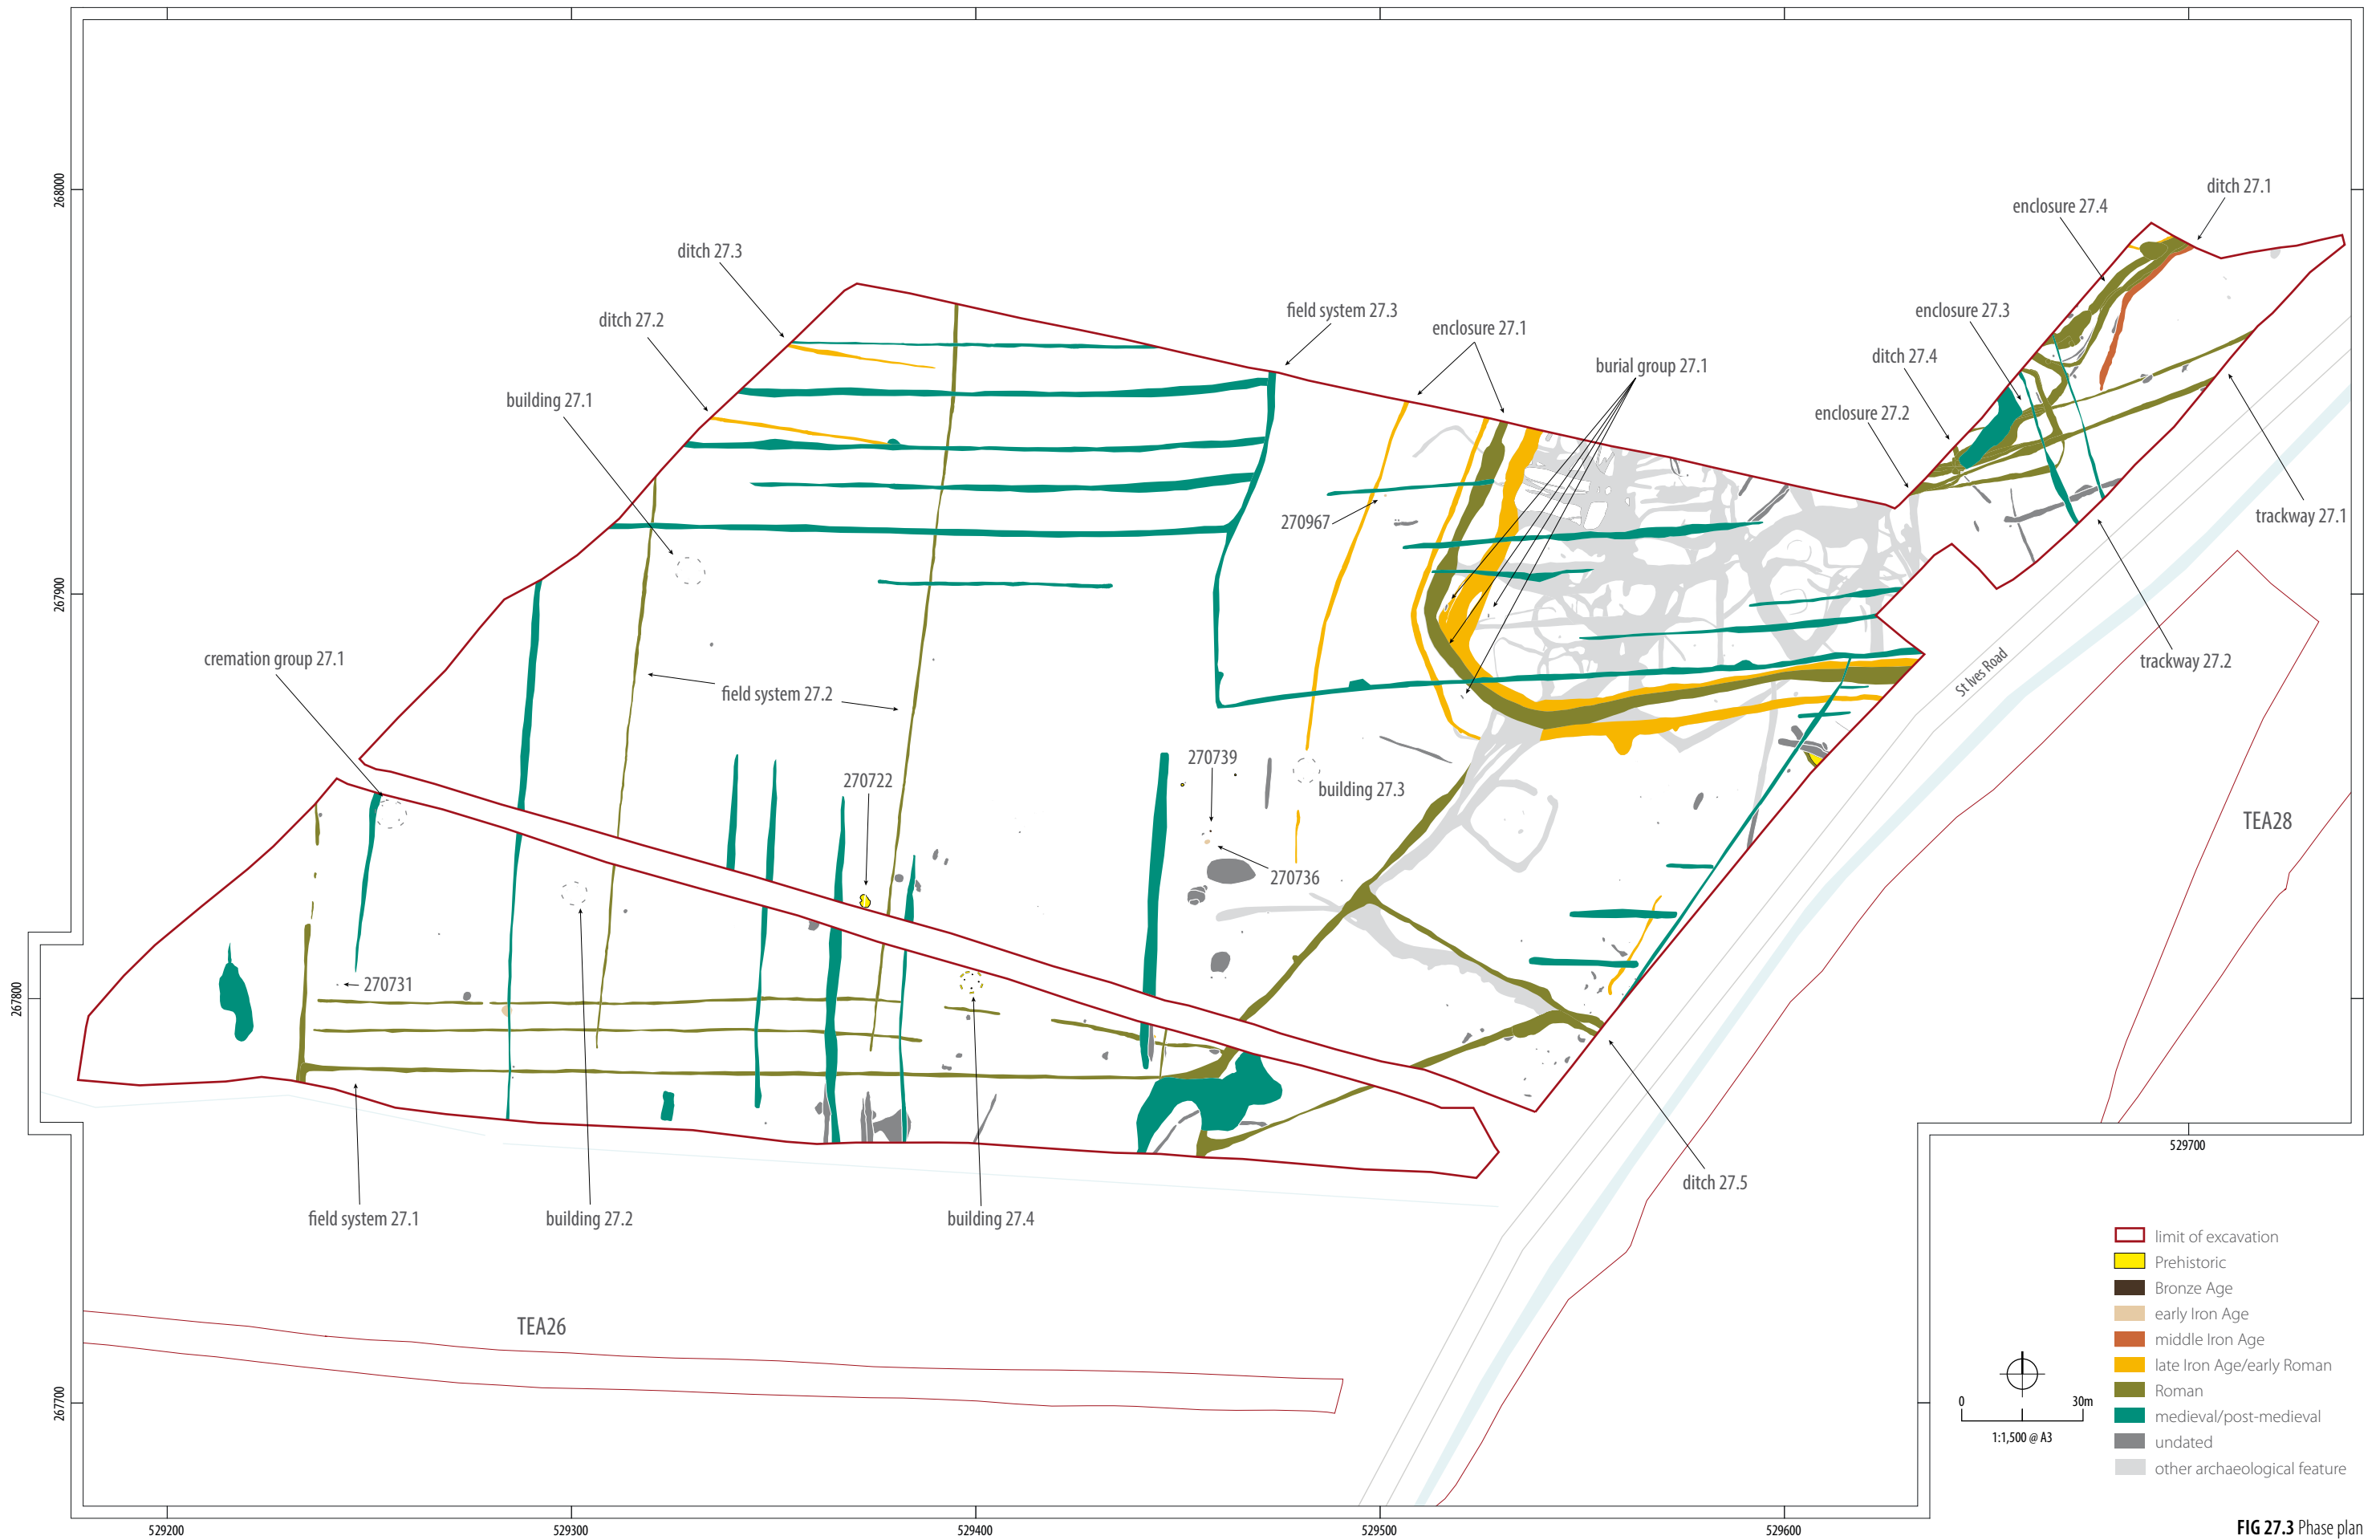 268000
267900
267800
267700
ditch 27.1
enclosure 27.4
ditch 27.3
field system 27.3
enclosure 27.3
ditch 27.2
enclosure 27.1
ditch 27.4
burial group 27.1
building 27.1
enclosure 27.2
270967
trackway 27.1
cremation group 27.1
St Ives Road
trackway 27.2
field system 27.2
270739
270722
building 27.3
TEA28
270736
270731
529700
ditch 27.5
field system 27.1
building 27.2
building 27.4
TEA26
limit of excavation
Prehistoric
Bronze Age
early Iron Age
middle Iron Age
late Iron Age/early Roman
Roman
medieval/post-medieval
undated
other archaeological feature
0 30m
1:1,500 @ A3
529200
529300
529400
529500
529600
FIG 27.3 Phase plan